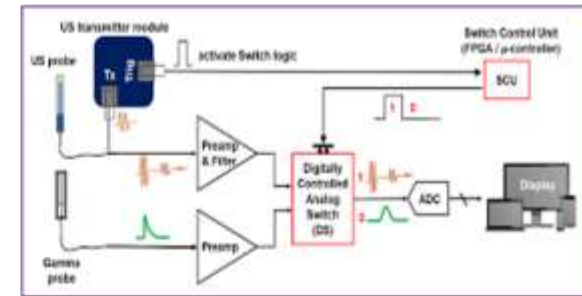 US transmitter module
US probe
Tx
Trig
activate Switch logic
Switch Control Unit
(FPGA / μ-controller)
SCU
1 2
Preamp
& Filter
Digitally
Controlled
Analog
Switch
(DS)
1
2
ADC
Display
Preamp
Gamma
probe